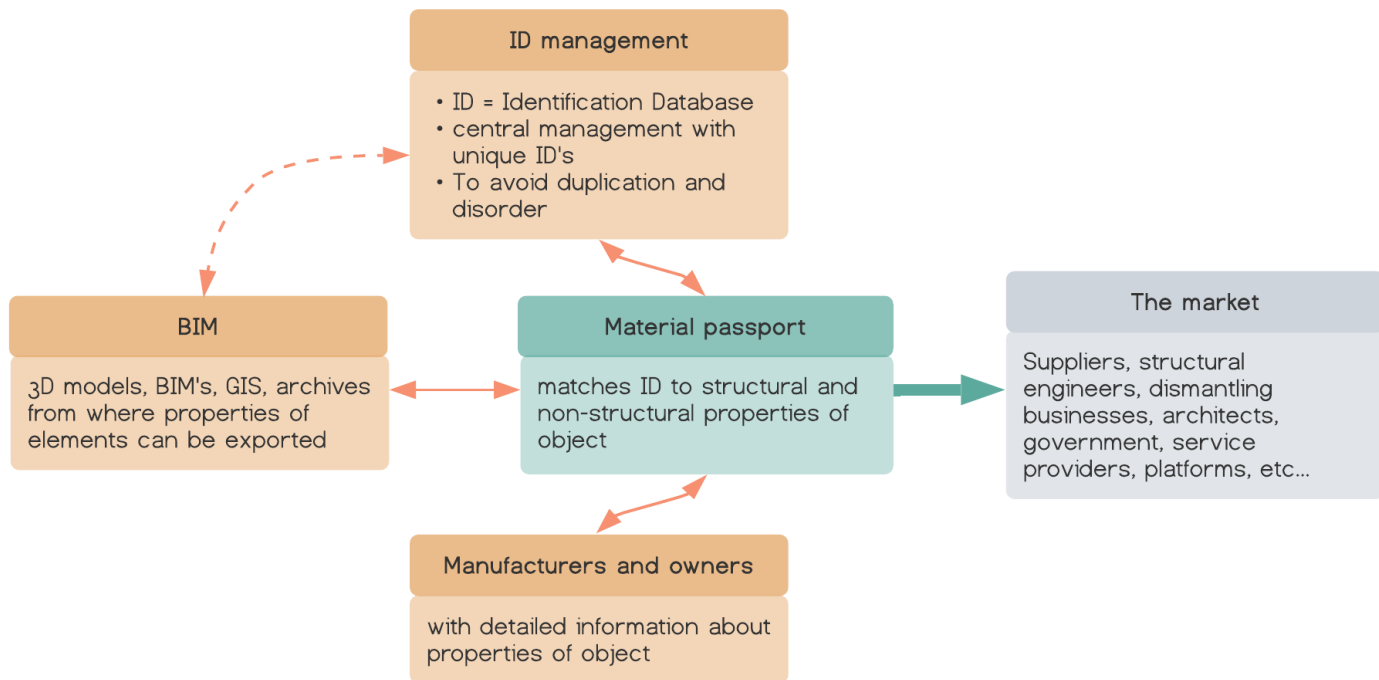 ID management
• ID = Identification Database
• central management with
unique ID's
• To avoid duplication and
disorder
BIM
3D models, BIM's, GIS, archives
from where properties of
elements can be exported
Material passport
matches ID to structural and
non-structural properties of
object
The market
Suppliers, structural
engineers, dismantling
businesses, architects,
government, service
providers, platforms, etc...
Manufacturers and owners
with detailed information about
properties of object